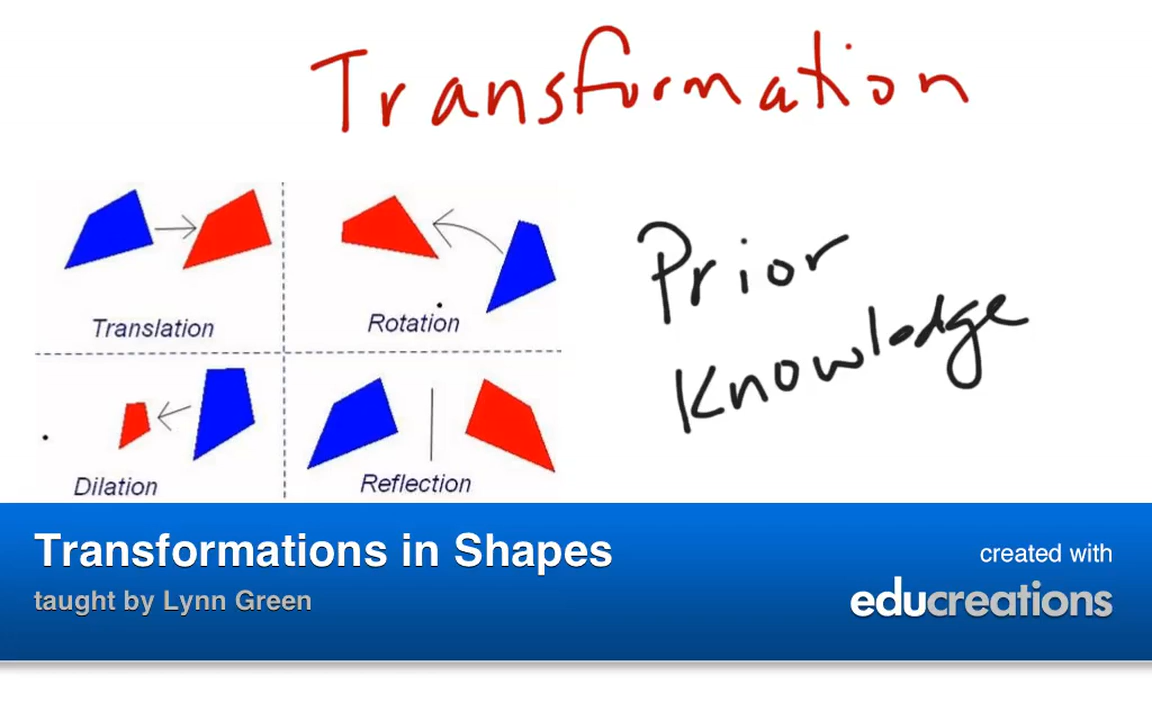 Transformation
Translation
Rotation
Dilation
Reflection
Prior
Knowledge
Transformations in Shapes
taught by Lynn Green
created with
educreations